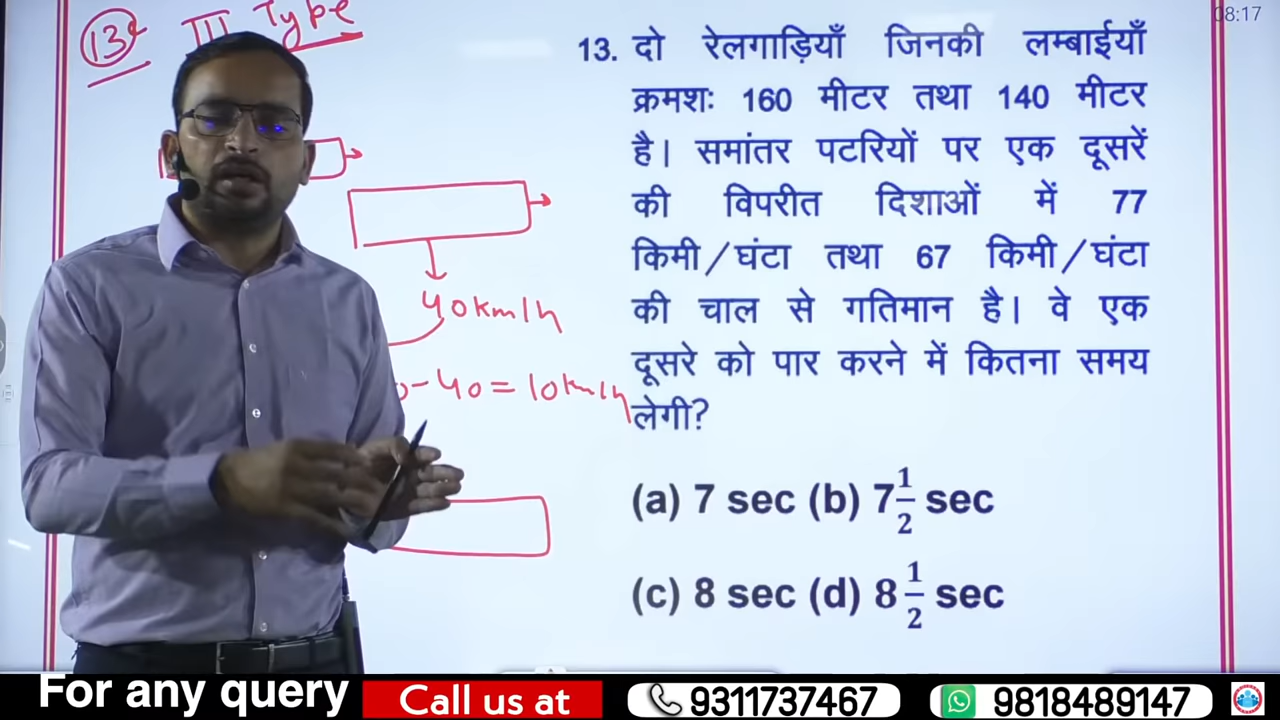 08:17
13 III Type
13. दो रेलगाड़ियाँ जिनकी लम्बाईयाँ
क्रमशः 160 मीटर तथा 140 मीटर
है। समांतर पटरियों पर एक दूसरें
की विपरीत दिशाओं में 77
किमी/घंटा तथा 67 किमी/घंटा
की चाल से गतिमान है। वे एक
दूसरे को पार करने में कितना समय
लेगी?
(a) 7 sec (b) 7 1/2 sec
(c) 8 sec (d) 8 1/2 sec
40km/h
- 40 = 10km/h
For any query
Call us at
9311737467
9818489147